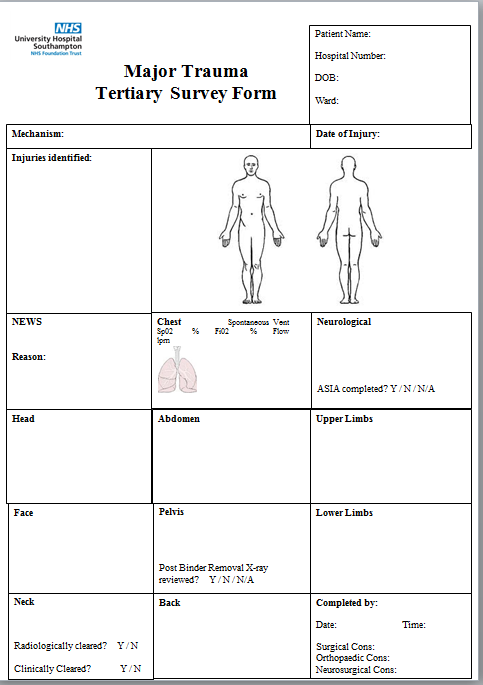 NHS
University Hospital
Southampton
NHS Foundation Trust
Major Trauma
Tertiary Survey Form
Patient Name:
Hospital Number:
DOB:
Ward:
Mechanism:
Date of Injury:
Injuries identified:
NEWS
Reason:
Chest Spontaneous Vent
Sp02 % Fi02 % Flow
lpm
Neurological
ASIA completed? Y / N / N/A
Head
Abdomen
Upper Limbs
Face
Pelvis
Post Binder Removal X-ray
reviewed? Y / N / N/A
Lower Limbs
Neck
Radiologically cleared? Y / N
Clinically Cleared? Y / N
Back
Completed by:
Date: Time:
Surgical Cons:
Orthopaedic Cons:
Neurosurgical Cons: